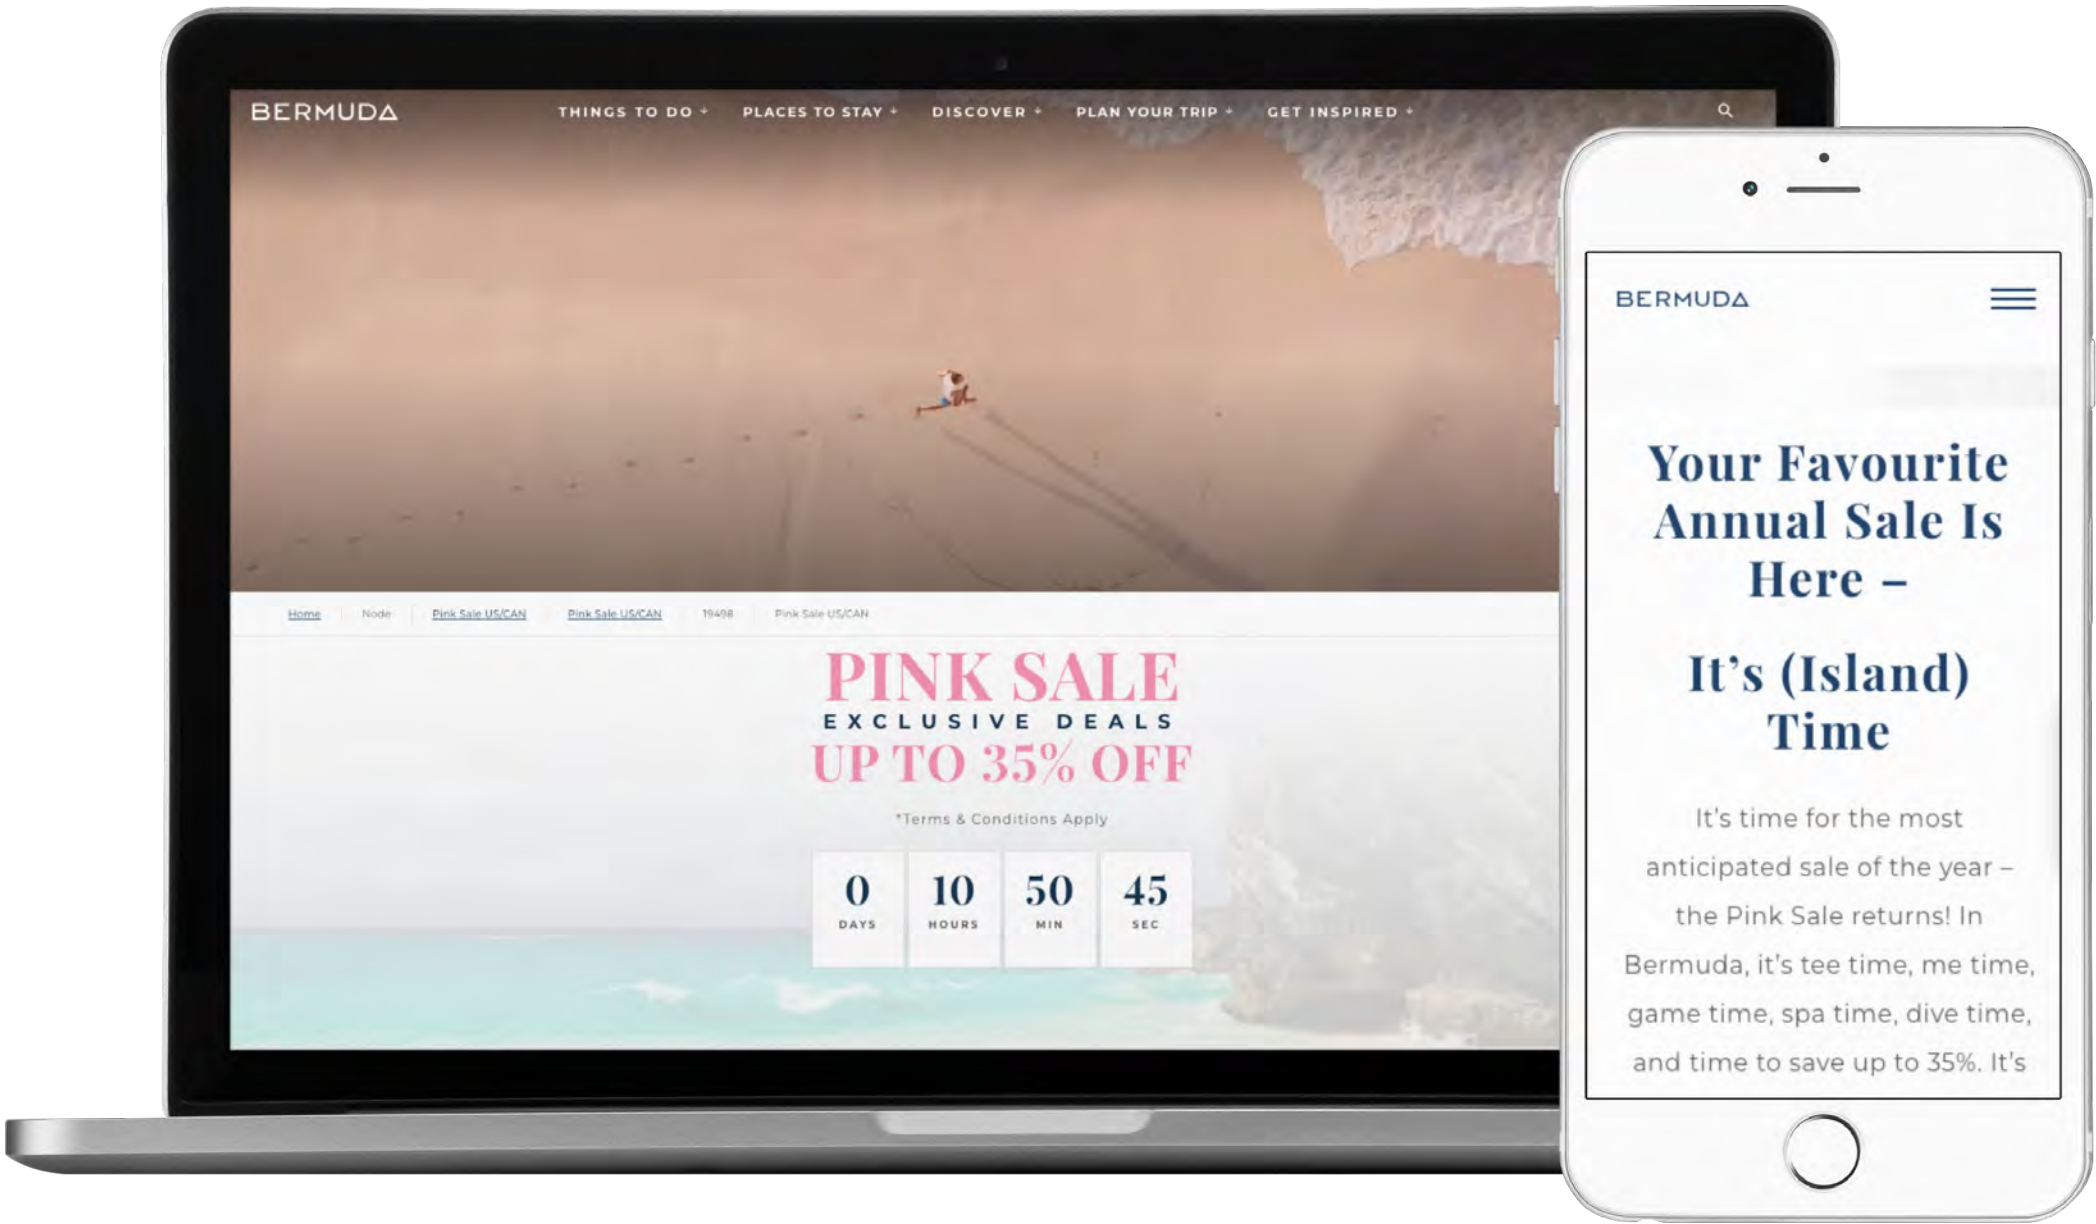 BERMUDA
THINGS TO DO + PLACES TO STAY + DISCOVER + PLAN YOUR TRIP + GET INSPIRED +
Home Node Pink Sale US/CAN Pink Sale US/CAN 19498 Pink Sale US/CAN
PINK SALE
EXCLUSIVE DEALS
UP TO 35% OFF
*Terms & Conditions Apply
0 10 50 45
DAYS HOURS MIN SEC
BERMUDA
Your Favourite
Annual Sale Is
Here –
It's (Island)
Time
It's time for the most
anticipated sale of the year –
the Pink Sale returns! In
Bermuda, it's tee time, me time,
game time, spa time, dive time,
and time to save up to 35%. It's